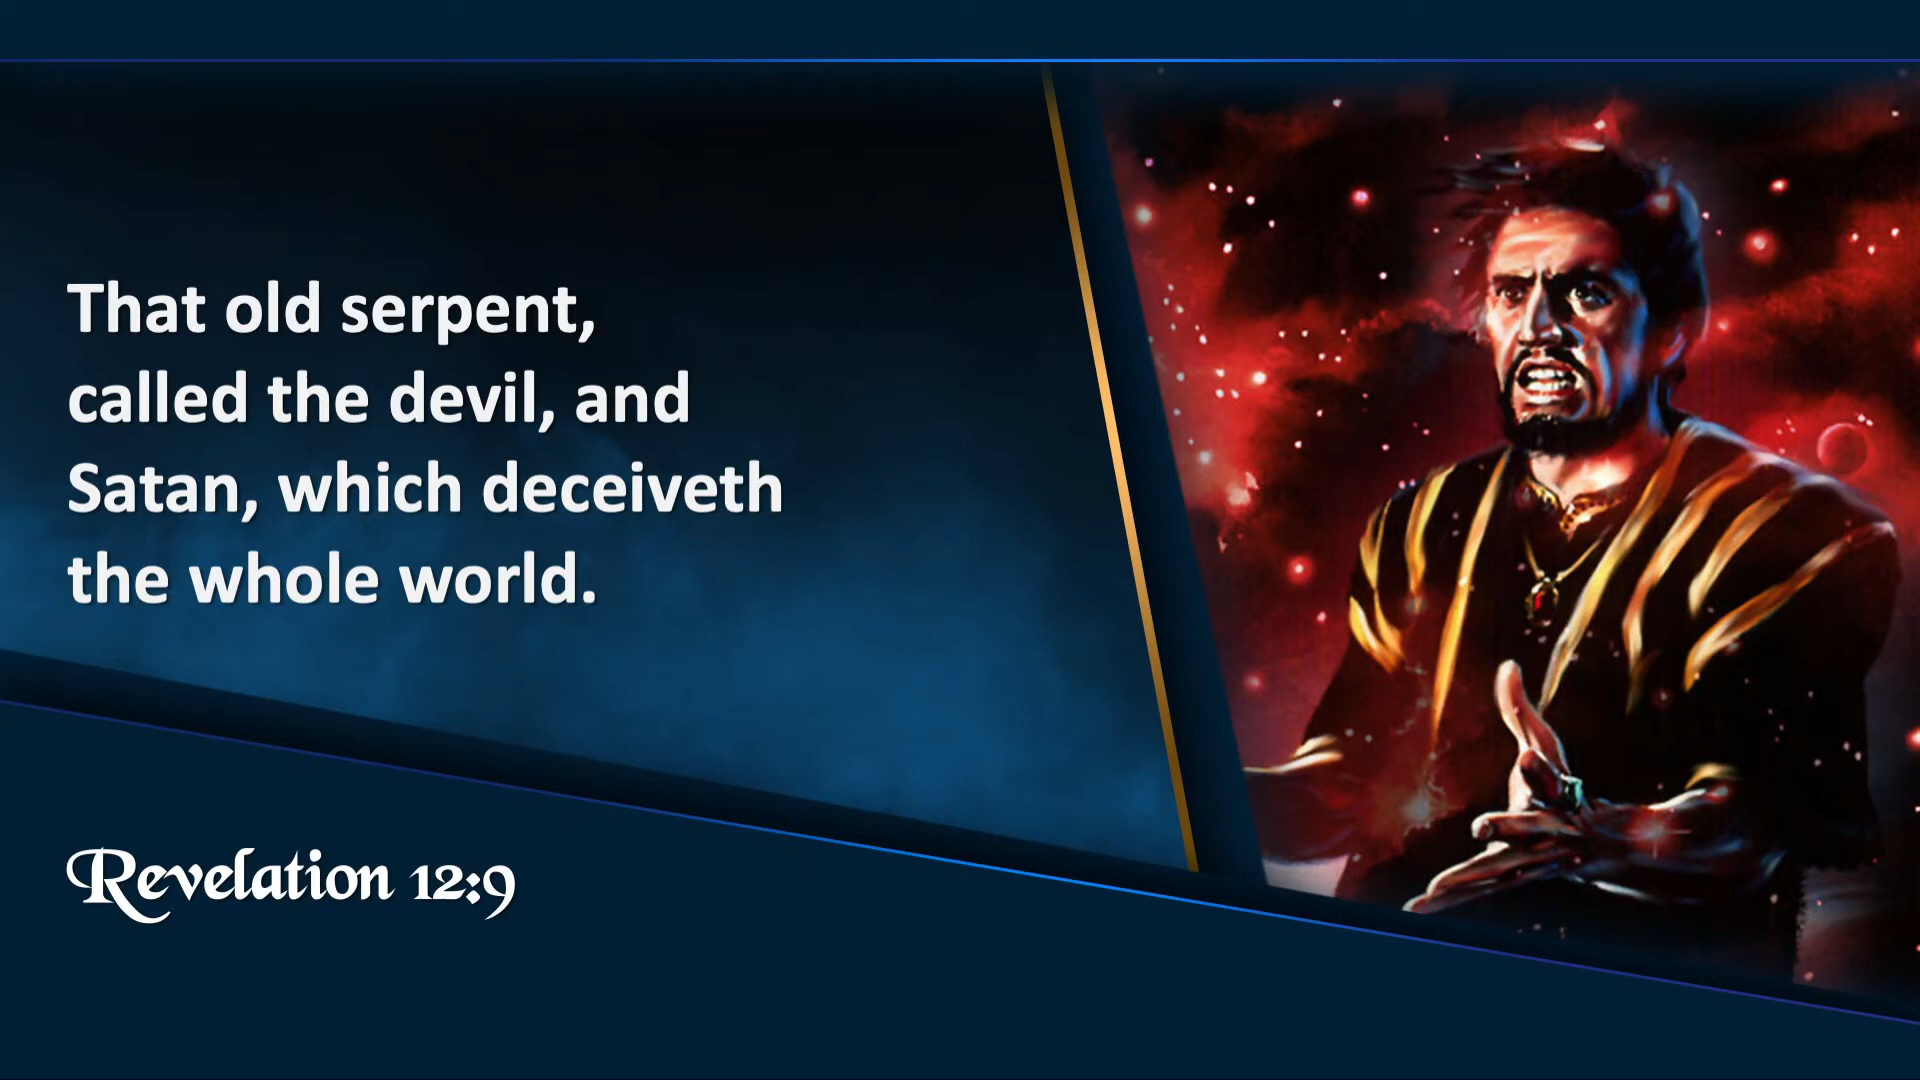 That old serpent,
called the devil, and
Satan, which deceiveth
the whole world.
Revelation 12:9